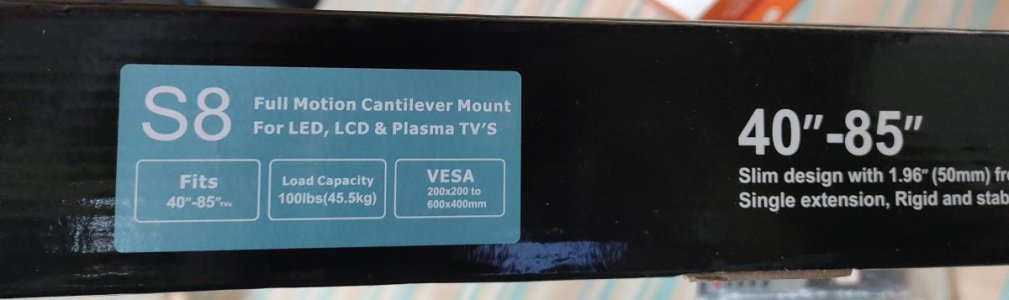 S8
Full Motion Cantilever Mount
For LED, LCD & Plasma TV'S
Fits
40"-85"TVs
Load Capacity
100lbs(45.5kg)
VESA
200x200 to
600x400mm
40"-85"
Slim design with 1.96" (50mm)
Single extension, Rigid and